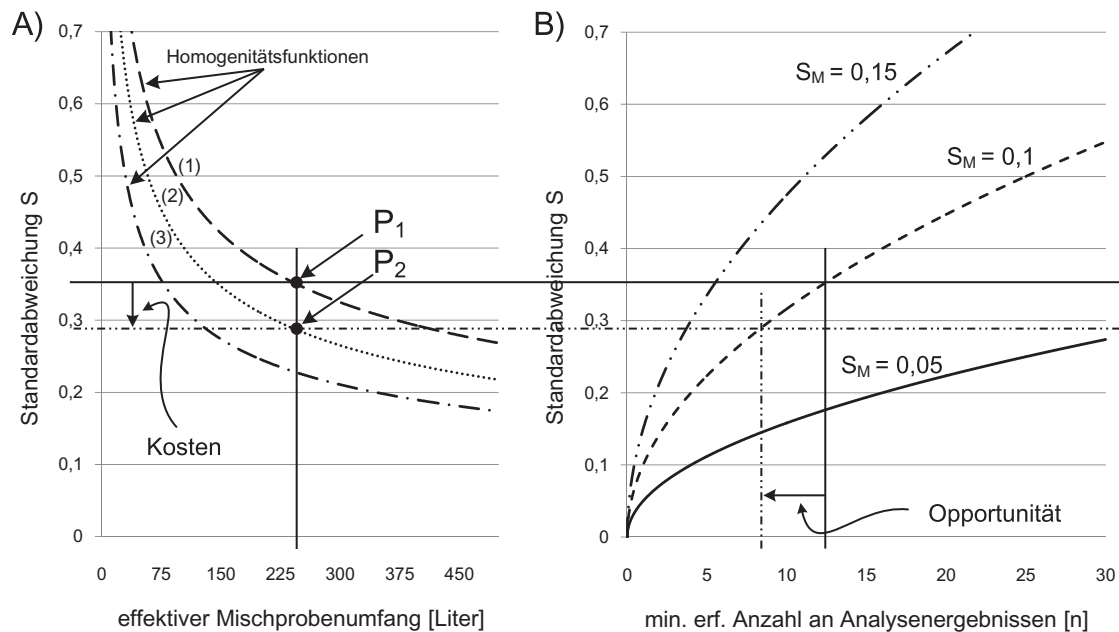 A)
Standardabweichung S
0,7
0,6
0,5
0,4
0,3
0,2
0,1
0
Homogenitätsfunktionen
(1)
(2)
(3)
P1
P2
Kosten
0 75 150 225 300 375 450
effektiver Mischprobenumfang [Liter]
B)
Standardabweichung S
0,7
0,6
0,5
0,4
0,3
0,2
0,1
0
SM = 0,15
SM = 0,1
SM = 0,05
Opportunität
0 5 10 15 20 25 30
min. erf. Anzahl an Analysenergebnissen [n]